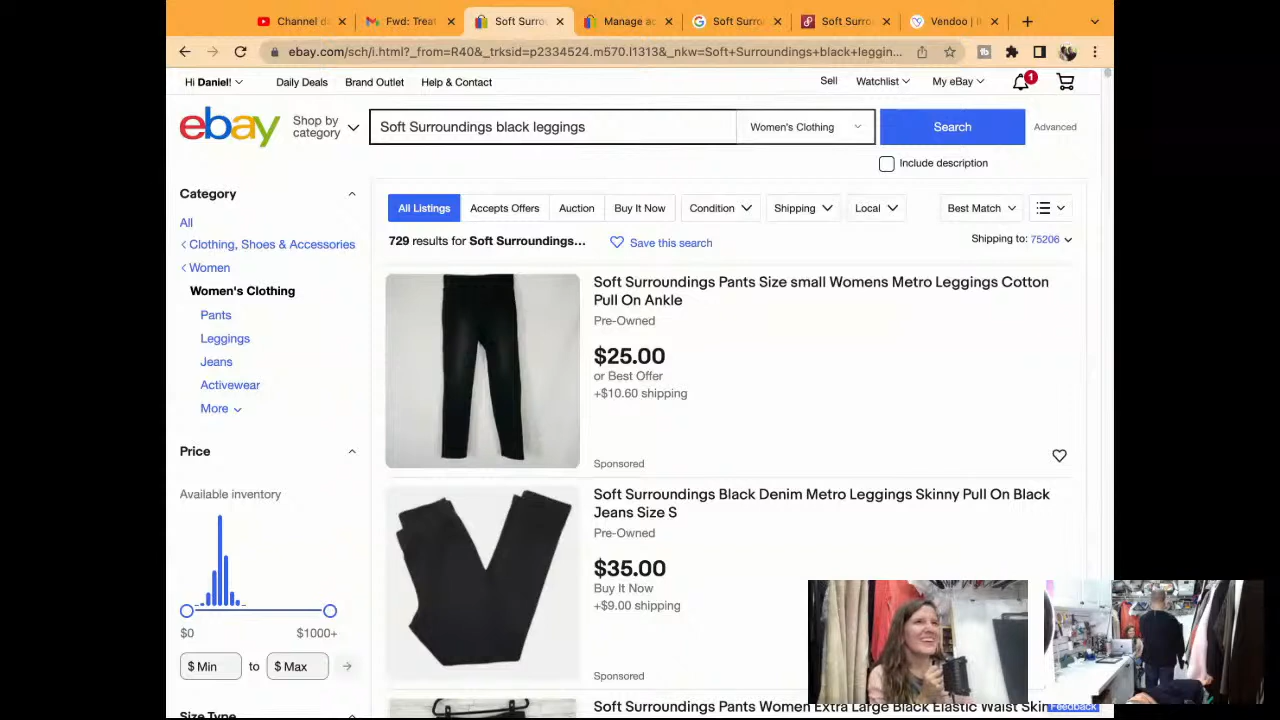 Channel da
Fwd: Treat
Soft Surrou
Manage ac
Soft Surro
Soft Surro
Vendoo | I
ebay.com/sch/i.html?_from=R40&_trksid=p2334524.m570.l1313&_nkw=Soft+Surroundings+black+leggin...
Hi Daniel!
Daily Deals
Brand Outlet
Help & Contact
Sell
Watchlist
My eBay
1
ebay
Shop by category
Soft Surroundings black leggings
Women's Clothing
Search
Advanced
Include description
Category
All
Clothing, Shoes & Accessories
Women
Women's Clothing
Pants
Leggings
Jeans
Activewear
More
Price
Available inventory
$0
$1000+
$ Min
to
$ Max
Size Type
All Listings
Accepts Offers
Auction
Buy It Now
Condition
Shipping
Local
Best Match
729 results for Soft Surroundings...
Save this search
Shipping to: 75206
Soft Surroundings Pants Size small Womens Metro Leggings Cotton
Pull On Ankle
Pre-Owned
$25.00
or Best Offer
+$10.60 shipping
Sponsored
Soft Surroundings Black Denim Metro Leggings Skinny Pull On Black
Jeans Size S
Pre-Owned
$35.00
Buy It Now
+$9.00 shipping
Sponsored
Soft Surroundings Pants Women Extra Large Black Elastic Waist Skin
Feedback